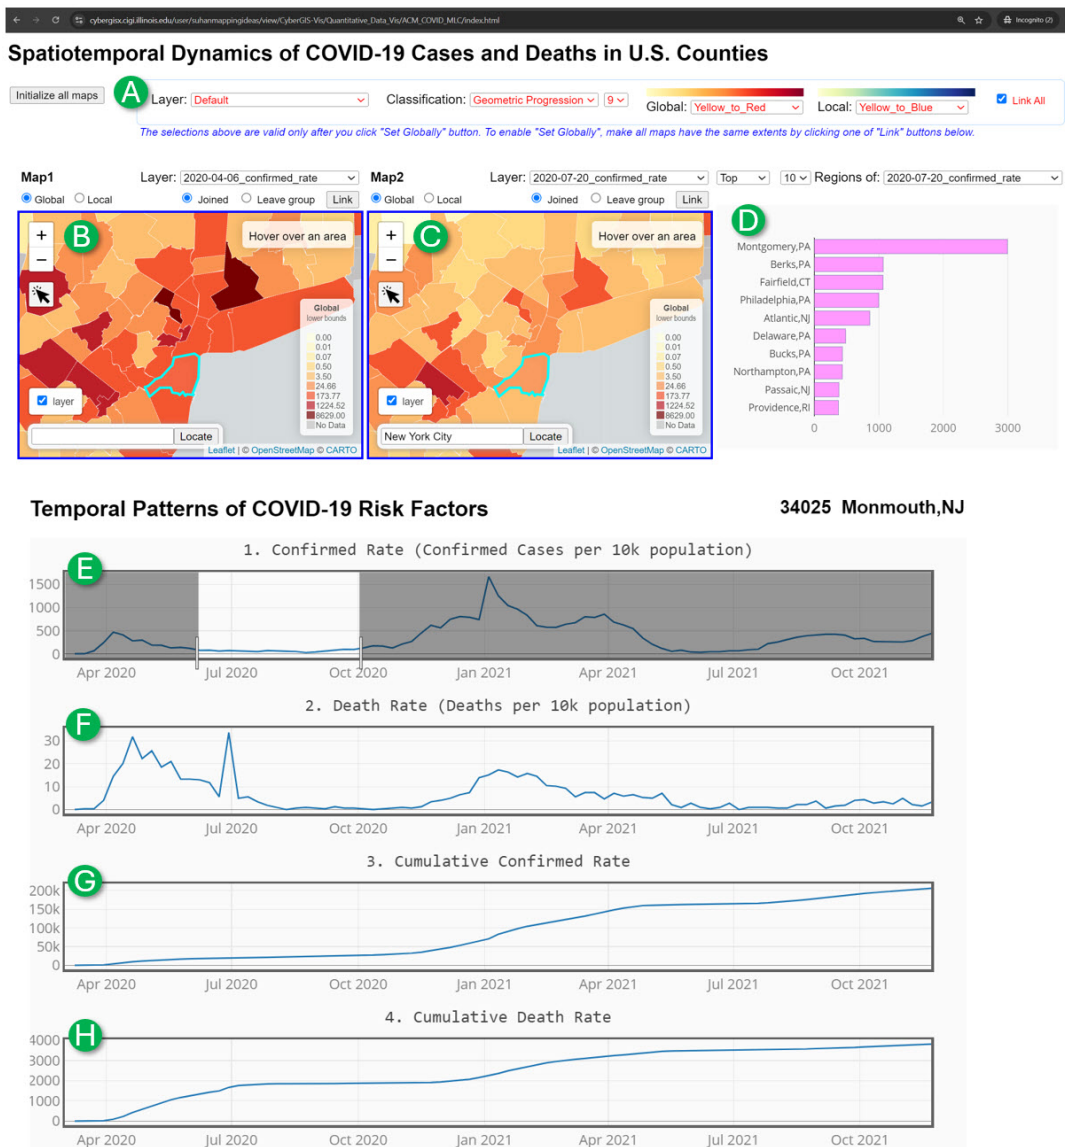 cybergisx.cigi.illinois.edu/user/suhanmappingideas/view/CyberGIS-Vis/Quantitative_Data_Vis/ACM_COVID_MLC/index.html Incognito (2)
Spatiotemporal Dynamics of COVID-19 Cases and Deaths in U.S. Counties
Initialize all maps A Layer: Default Classification: Geometric Progression 9 Global: Yellow_to_Red Local: Yellow_to_Blue Link All
The selections above are valid only after you click "Set Globally" button. To enable "Set Globally", make all maps have the same extents by clicking one of "Link" buttons below.
Map1 Layer: 2020-04-06_confirmed_rate
Global Local Joined Leave group Link
B
+
−
Hover over an area
Global
lower bounds
0.00
0.01
0.07
0.50
3.50
24.66
173.77
1224.52
8629.00
No Data
layer
Locate
Leaflet | © OpenStreetMap © CARTO
Map2 Layer: 2020-07-20_confirmed_rate
Global Local Joined Leave group Link
C
+
−
Hover over an area
Global
lower bounds
0.00
0.01
0.07
0.50
3.50
24.66
173.77
1224.52
8629.00
No Data
layer
New York City Locate
Leaflet | © OpenStreetMap © CARTO
Top 10 Regions of: 2020-07-20_confirmed_rate
D
Montgomery,PA
Berks,PA
Fairfield,CT
Philadelphia,PA
Atlantic,NJ
Delaware,PA
Bucks,PA
Northampton,PA
Passaic,NJ
Providence,RI
0 1000 2000 3000
Temporal Patterns of COVID-19 Risk Factors 34025 Monmouth,NJ
1. Confirmed Rate (Confirmed Cases per 10k population)
E
1500
1000
500
0
Apr 2020 Jul 2020 Oct 2020 Jan 2021 Apr 2021 Jul 2021 Oct 2021
2. Death Rate (Deaths per 10k population)
F
30
20
10
0
Apr 2020 Jul 2020 Oct 2020 Jan 2021 Apr 2021 Jul 2021 Oct 2021
3. Cumulative Confirmed Rate
G
200k
150k
100k
50k
0
Apr 2020 Jul 2020 Oct 2020 Jan 2021 Apr 2021 Jul 2021 Oct 2021
4. Cumulative Death Rate
H
4000
3000
2000
1000
0
Apr 2020 Jul 2020 Oct 2020 Jan 2021 Apr 2021 Jul 2021 Oct 2021